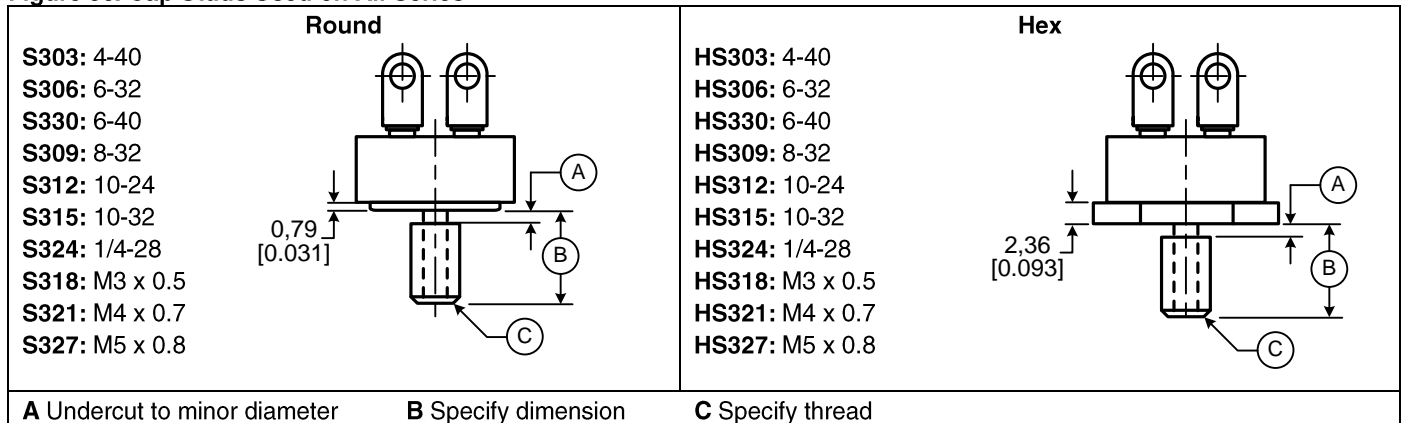 Round
S303: 4-40
S306: 6-32
S330: 6-40
S309: 8-32
S312: 10-24
S315: 10-32
S324: 1/4-28
S318: M3 x 0.5
S321: M4 x 0.7
S327: M5 x 0.8
0,79
[0.031]
A
B
C
Hex
HS303: 4-40
HS306: 6-32
HS330: 6-40
HS309: 8-32
HS312: 10-24
HS315: 10-32
HS324: 1/4-28
HS318: M3 x 0.5
HS321: M4 x 0.7
HS327: M5 x 0.8
2,36
[0.093]
A
B
C
A Undercut to minor diameter B Specify dimension C Specify thread